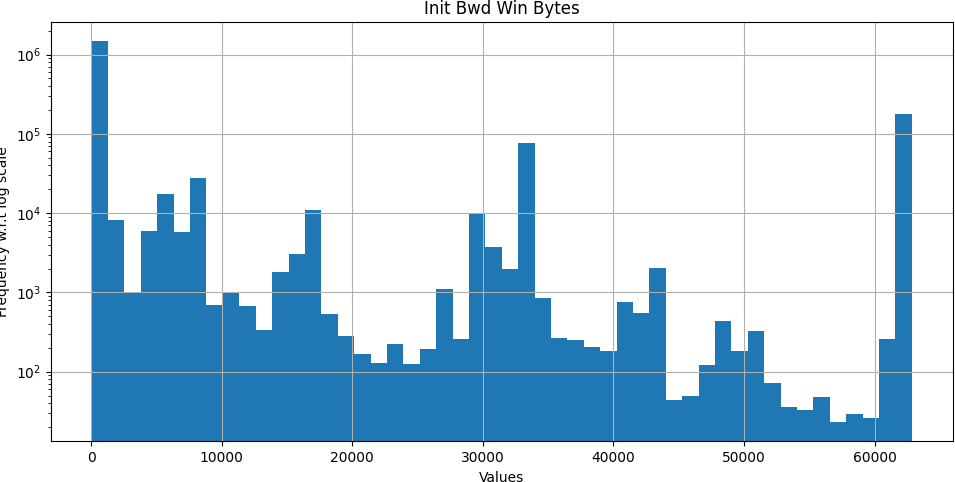 Init Bwd Win Bytes
Frequency w.r.t log scale
10⁶
10⁵
10⁴
10³
10²
0 10000 20000 30000 40000 50000 60000
Values